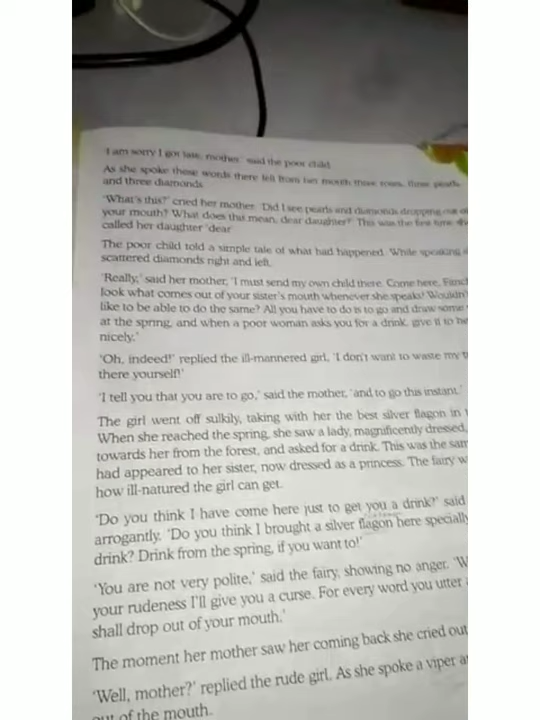 'I am sorry I got late, mother,' said the poor child.
As she spoke these words there fell from her mouth three roses, three pearls
and three diamonds.
'What's this?' cried her mother. 'Did I see pearls and diamonds dropping out of
your mouth? What does this mean, dear daughter?' This was the first time she
called her daughter 'dear'
The poor child told a simple tale of what had happened. While speaking
scattered diamonds right and left.
'Really,' said her mother, 'I must send my own child there. Come here,
look what comes out of your sister's mouth whenever she speaks! Wouldn't
like to be able to do the same? All you have to do is to go and draw some
at the spring, and when a poor woman asks you for a drink, give it to her
nicely.'
'Oh, indeed!' replied the ill-mannered girl. 'I don't want to waste my
there yourself!'
'I tell you that you are to go,' said the mother, 'and to go this instant.'
The girl went off sulkily, taking with her the best silver flagon in
When she reached the spring, she saw a lady, magnificently dressed,
towards her from the forest, and asked for a drink. This was the
had appeared to her sister, now dressed as a princess. The fairy
how ill-natured the girl can get.
'Do you think I have come here just to get you a drink?' said
arrogantly. 'Do you think I brought a silver flagon here specially
drink? Drink from the spring, if you want to!'
'You are not very polite,' said the fairy, showing no anger.
your rudeness I'll give you a curse. For every word you utter
shall drop out of your mouth.'
The moment her mother saw her coming back she cried out
'Well, mother?' replied the rude girl. As she spoke a viper
out of the mouth.